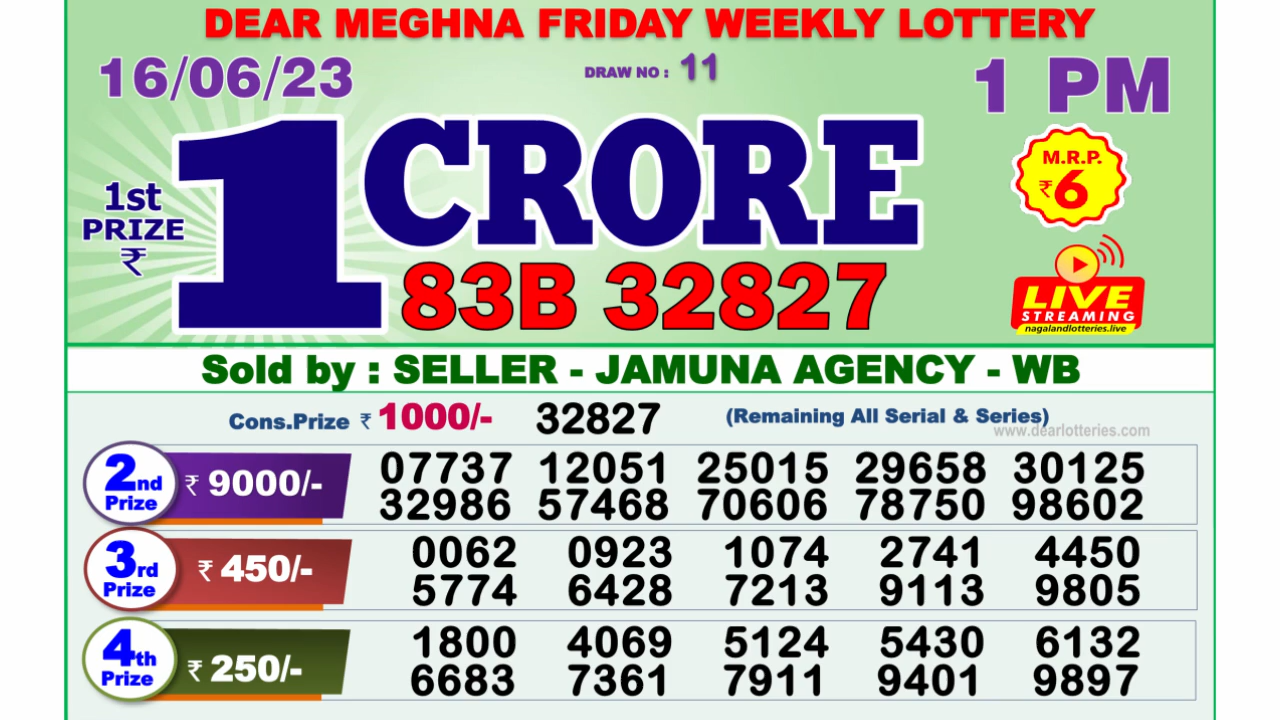 DEAR MEGHNA FRIDAY WEEKLY LOTTERY
16/06/23
DRAW NO : 11
1 PM
1st
PRIZE
₹
1 CRORE
M.R.P.
₹6
83B 32827
LIVE
STREAMING
nagalandlotteries.live
Sold by : SELLER - JAMUNA AGENCY - WB
Cons.Prize ₹ 1000/- 32827 (Remaining All Serial & Series)
www.dearlotteries.com
2nd Prize ₹ 9000/-
07737 12051 25015 29658 30125
32986 57468 70606 78750 98602
3rd Prize ₹ 450/-
0062 0923 1074 2741 4450
5774 6428 7213 9113 9805
4th Prize ₹ 250/-
1800 4069 5124 5430 6132
6683 7361 7911 9401 9897